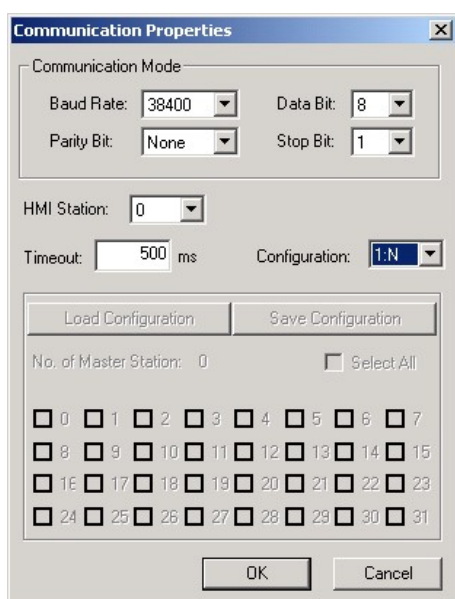 Communication Properties
Communication Mode
Baud Rate: 38400 Data Bit: 8
Parity Bit: None Stop Bit: 1
HMI Station: 0
Timeout: 500 ms Configuration: 1:N
Load Configuration Save Configuration
No. of Master Station: 0 Select All
0 1 2 3 4 5 6 7
8 9 10 11 12 13 14 15
16 17 18 19 20 21 22 23
24 25 26 27 28 29 30 31
OK Cancel